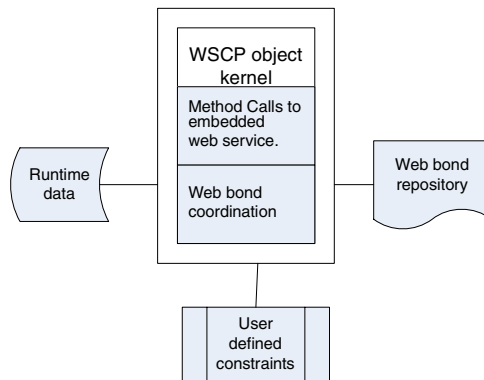 WSCP object
kernel
Method Calls to
embedded
web service.
Web bond
coordination
Runtime
data
Web bond
repository
User
defined
constraints